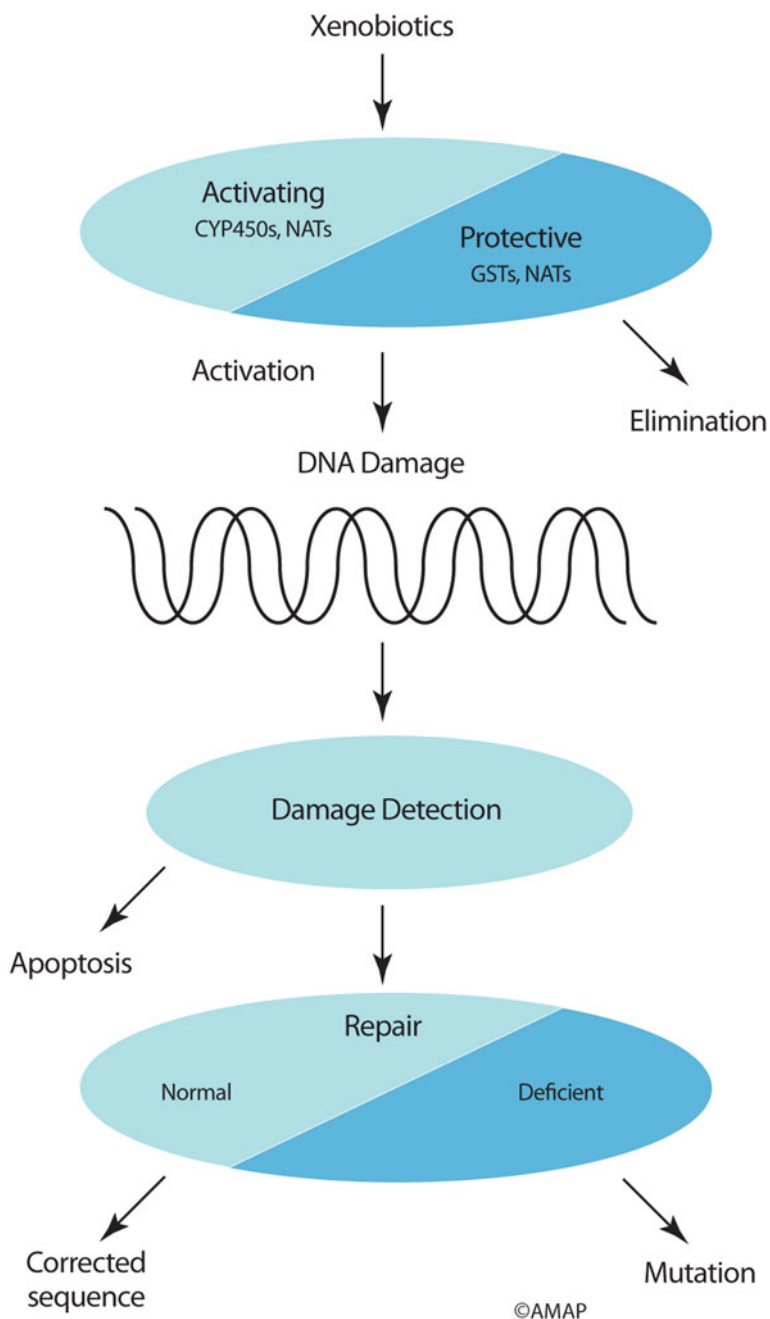 Xenobiotics
Activating
CYP450s, NATs
Protective
GSTs, NATs
Activation
Elimination
DNA Damage
Damage Detection
Apoptosis
Repair
Normal
Deficient
Corrected
sequence
Mutation
©AMAP